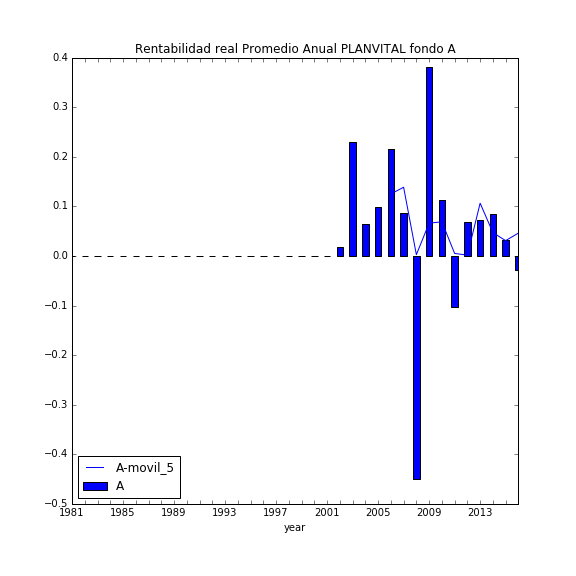 Rentabilidad real Promedio Anual PLANVITAL fondo A
0.4
0.3
0.2
0.1
0.0
−0.1
−0.2
−0.3
−0.4
−0.5
A-movil_5
A
1981 1985 1989 1993 1997 2001 2005 2009 2013
year